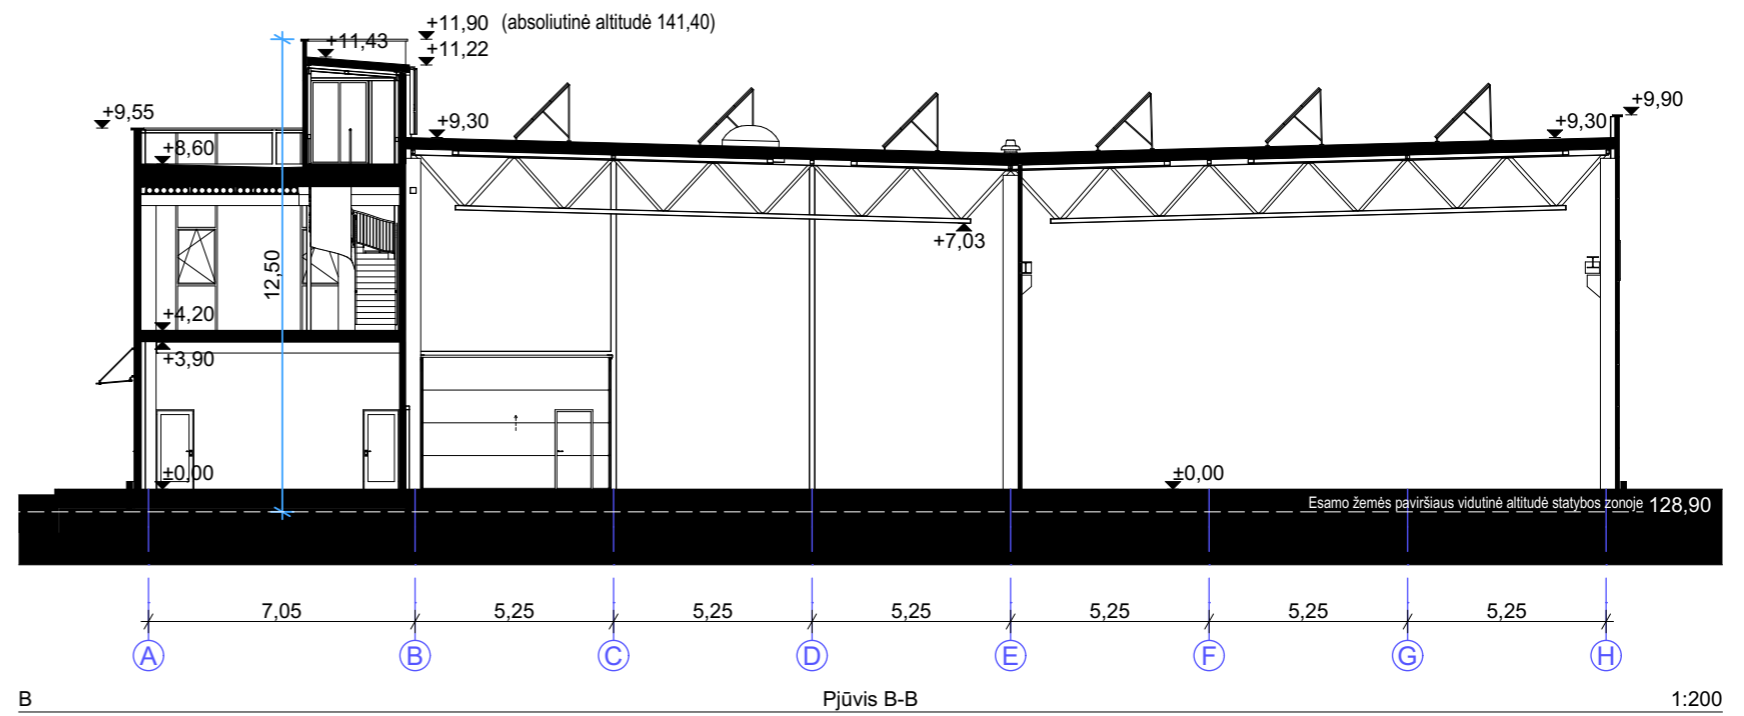 +11,90 (absoliutinė altitudė 141,40)
+11,43
+11,22
+9,55
+9,30
+9,30
+9,90
+8,60
12,50
+7,03
+4,20
+3,90
±0,00
±0,00
Esamo žemės paviršiaus vidutinė altitudė statybos zonoje 128,90
7,05 5,25 5,25 5,25 5,25 5,25 5,25
A B C D E F G H
B Pjūvis B-B 1:200